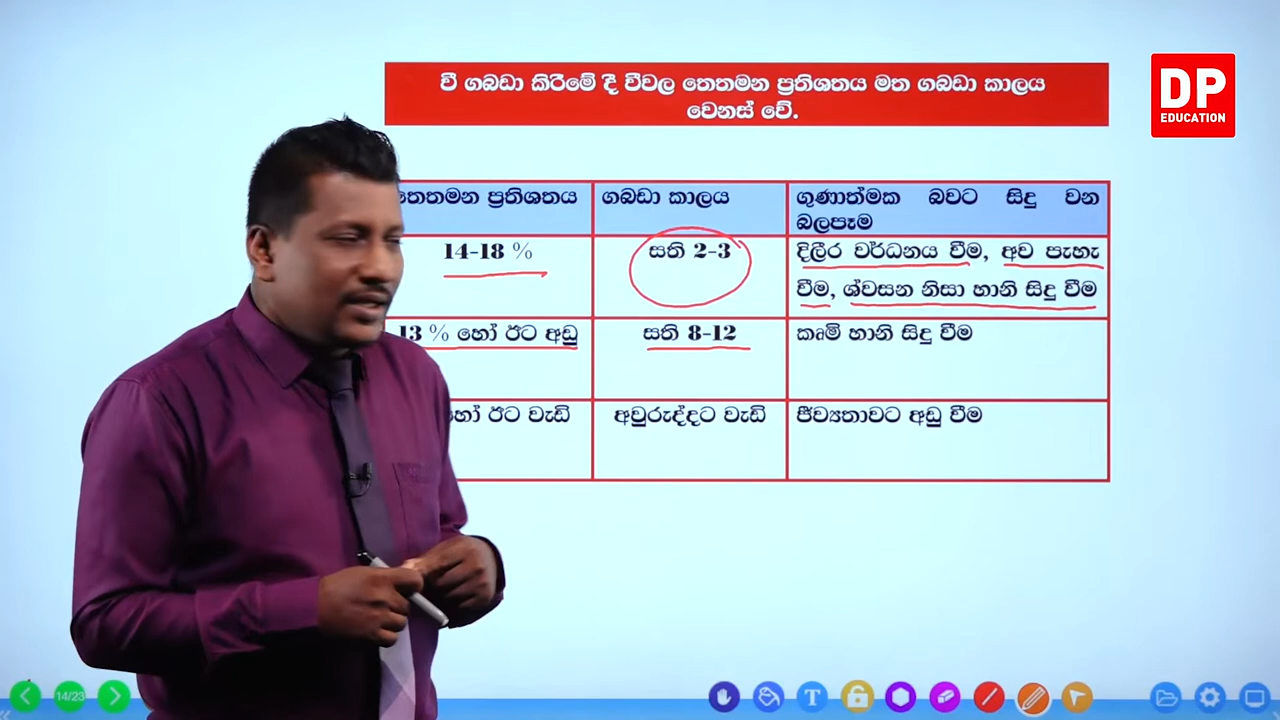 වී ගබඩා කිරීමේ දී වීවල තෙතමන ප්‍රතිශතය මත ගබඩා කාලය
වෙනස් වේ.
DP
EDUCATION
තෙතමන ප්‍රතිශතය ගබඩා කාලය ගුණාත්මක බවට සිදු වන
බලපෑම
14-18 % සති 2-3 දිලීර වර්ධනය වීම, අව පැහැ
වීම, ශ්වසන නිසා හානි සිදු වීම
13 % හෝ ඊට අඩු සති 8-12 කෘමි හානි සිදු වීම
හෝ ඊට වැඩි අවුරුද්දට වැඩි ජීව්‍යතාවට අඩු වීම
14/23